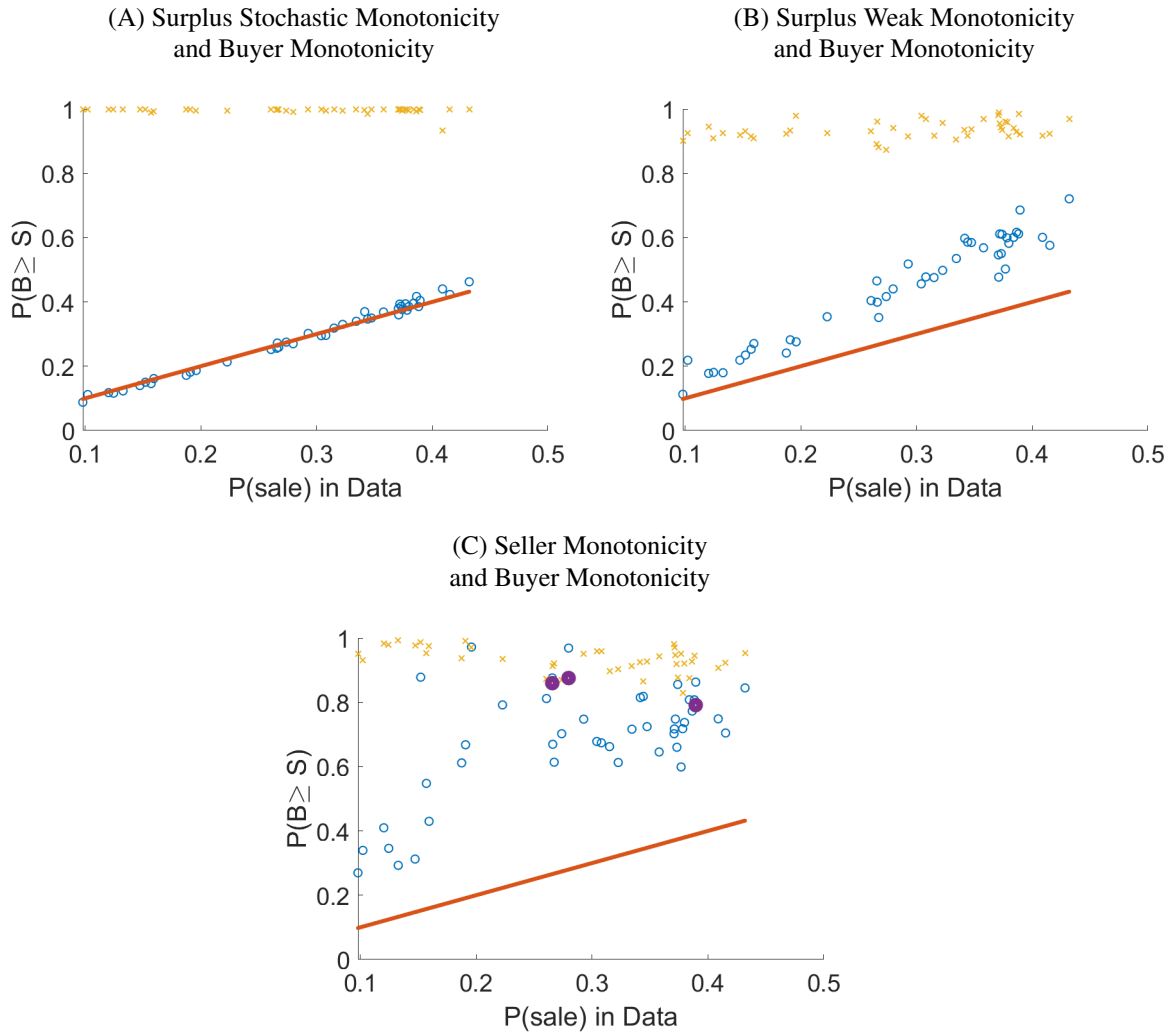 (A) Surplus Stochastic Monotonicity
and Buyer Monotonicity
1
0.8
0.6
0.4
0.2
0
P(B≥ S)
0.1 0.2 0.3 0.4 0.5
P(sale) in Data
(B) Surplus Weak Monotonicity
and Buyer Monotonicity
1
0.8
0.6
0.4
0.2
0
P(B≥ S)
0.1 0.2 0.3 0.4 0.5
P(sale) in Data
(C) Seller Monotonicity
and Buyer Monotonicity
1
0.8
0.6
0.4
0.2
0
P(B≥ S)
0.1 0.2 0.3 0.4 0.5
P(sale) in Data